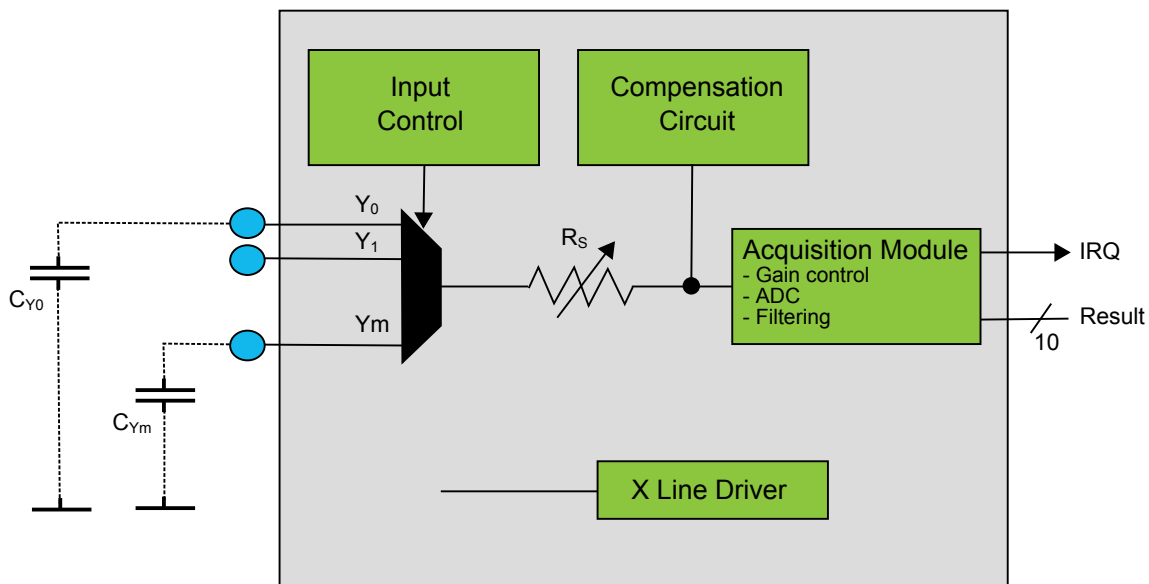 Input
Control
Compensation
Circuit
Y0
Y1
Ym
RS
Acquisition Module
- Gain control
- ADC
- Filtering
IRQ
Result
10
CY0
CYm
X Line Driver